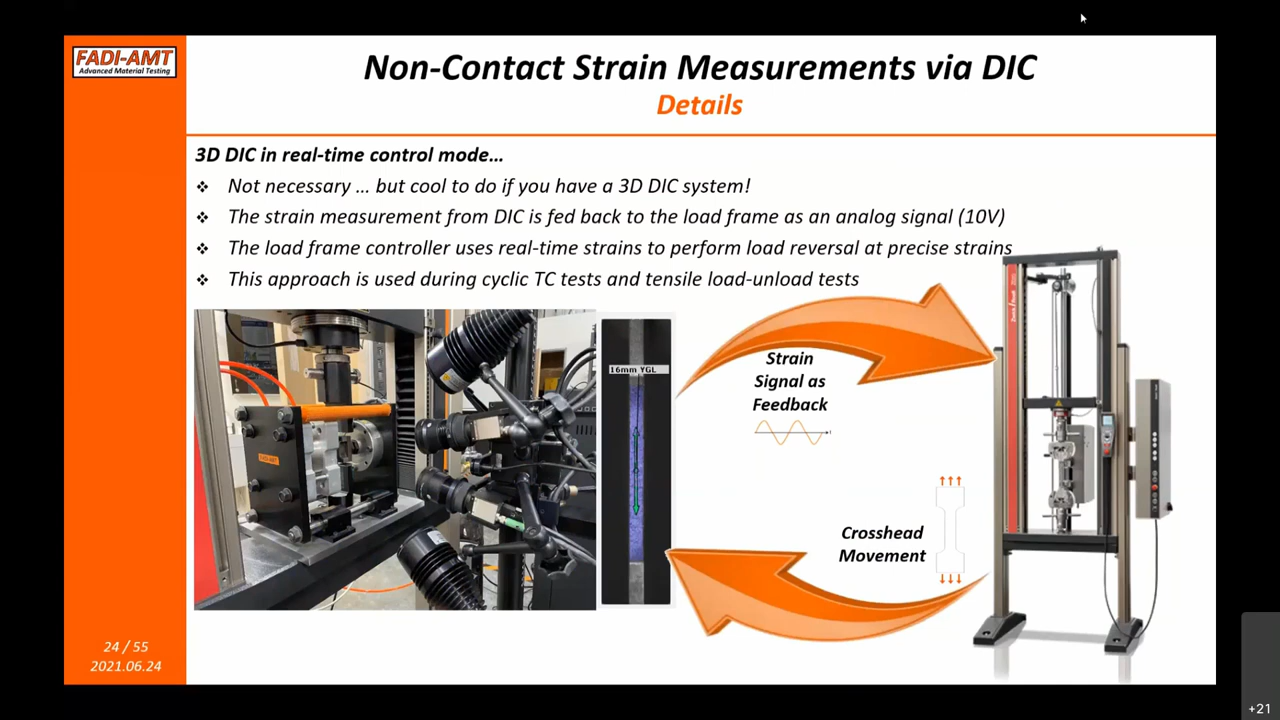 FADI-AMT
Advanced Material Testing
Non-Contact Strain Measurements via DIC
Details
3D DIC in real-time control mode...
Not necessary ... but cool to do if you have a 3D DIC system!
The strain measurement from DIC is fed back to the load frame as an analog signal (10V)
The load frame controller uses real-time strains to perform load reversal at precise strains
This approach is used during cyclic TC tests and tensile load-unload tests
16mm YGL
Strain
Signal as
Feedback
Crosshead
Movement
FADI-AMT
24 / 55
2021.06.24
+21